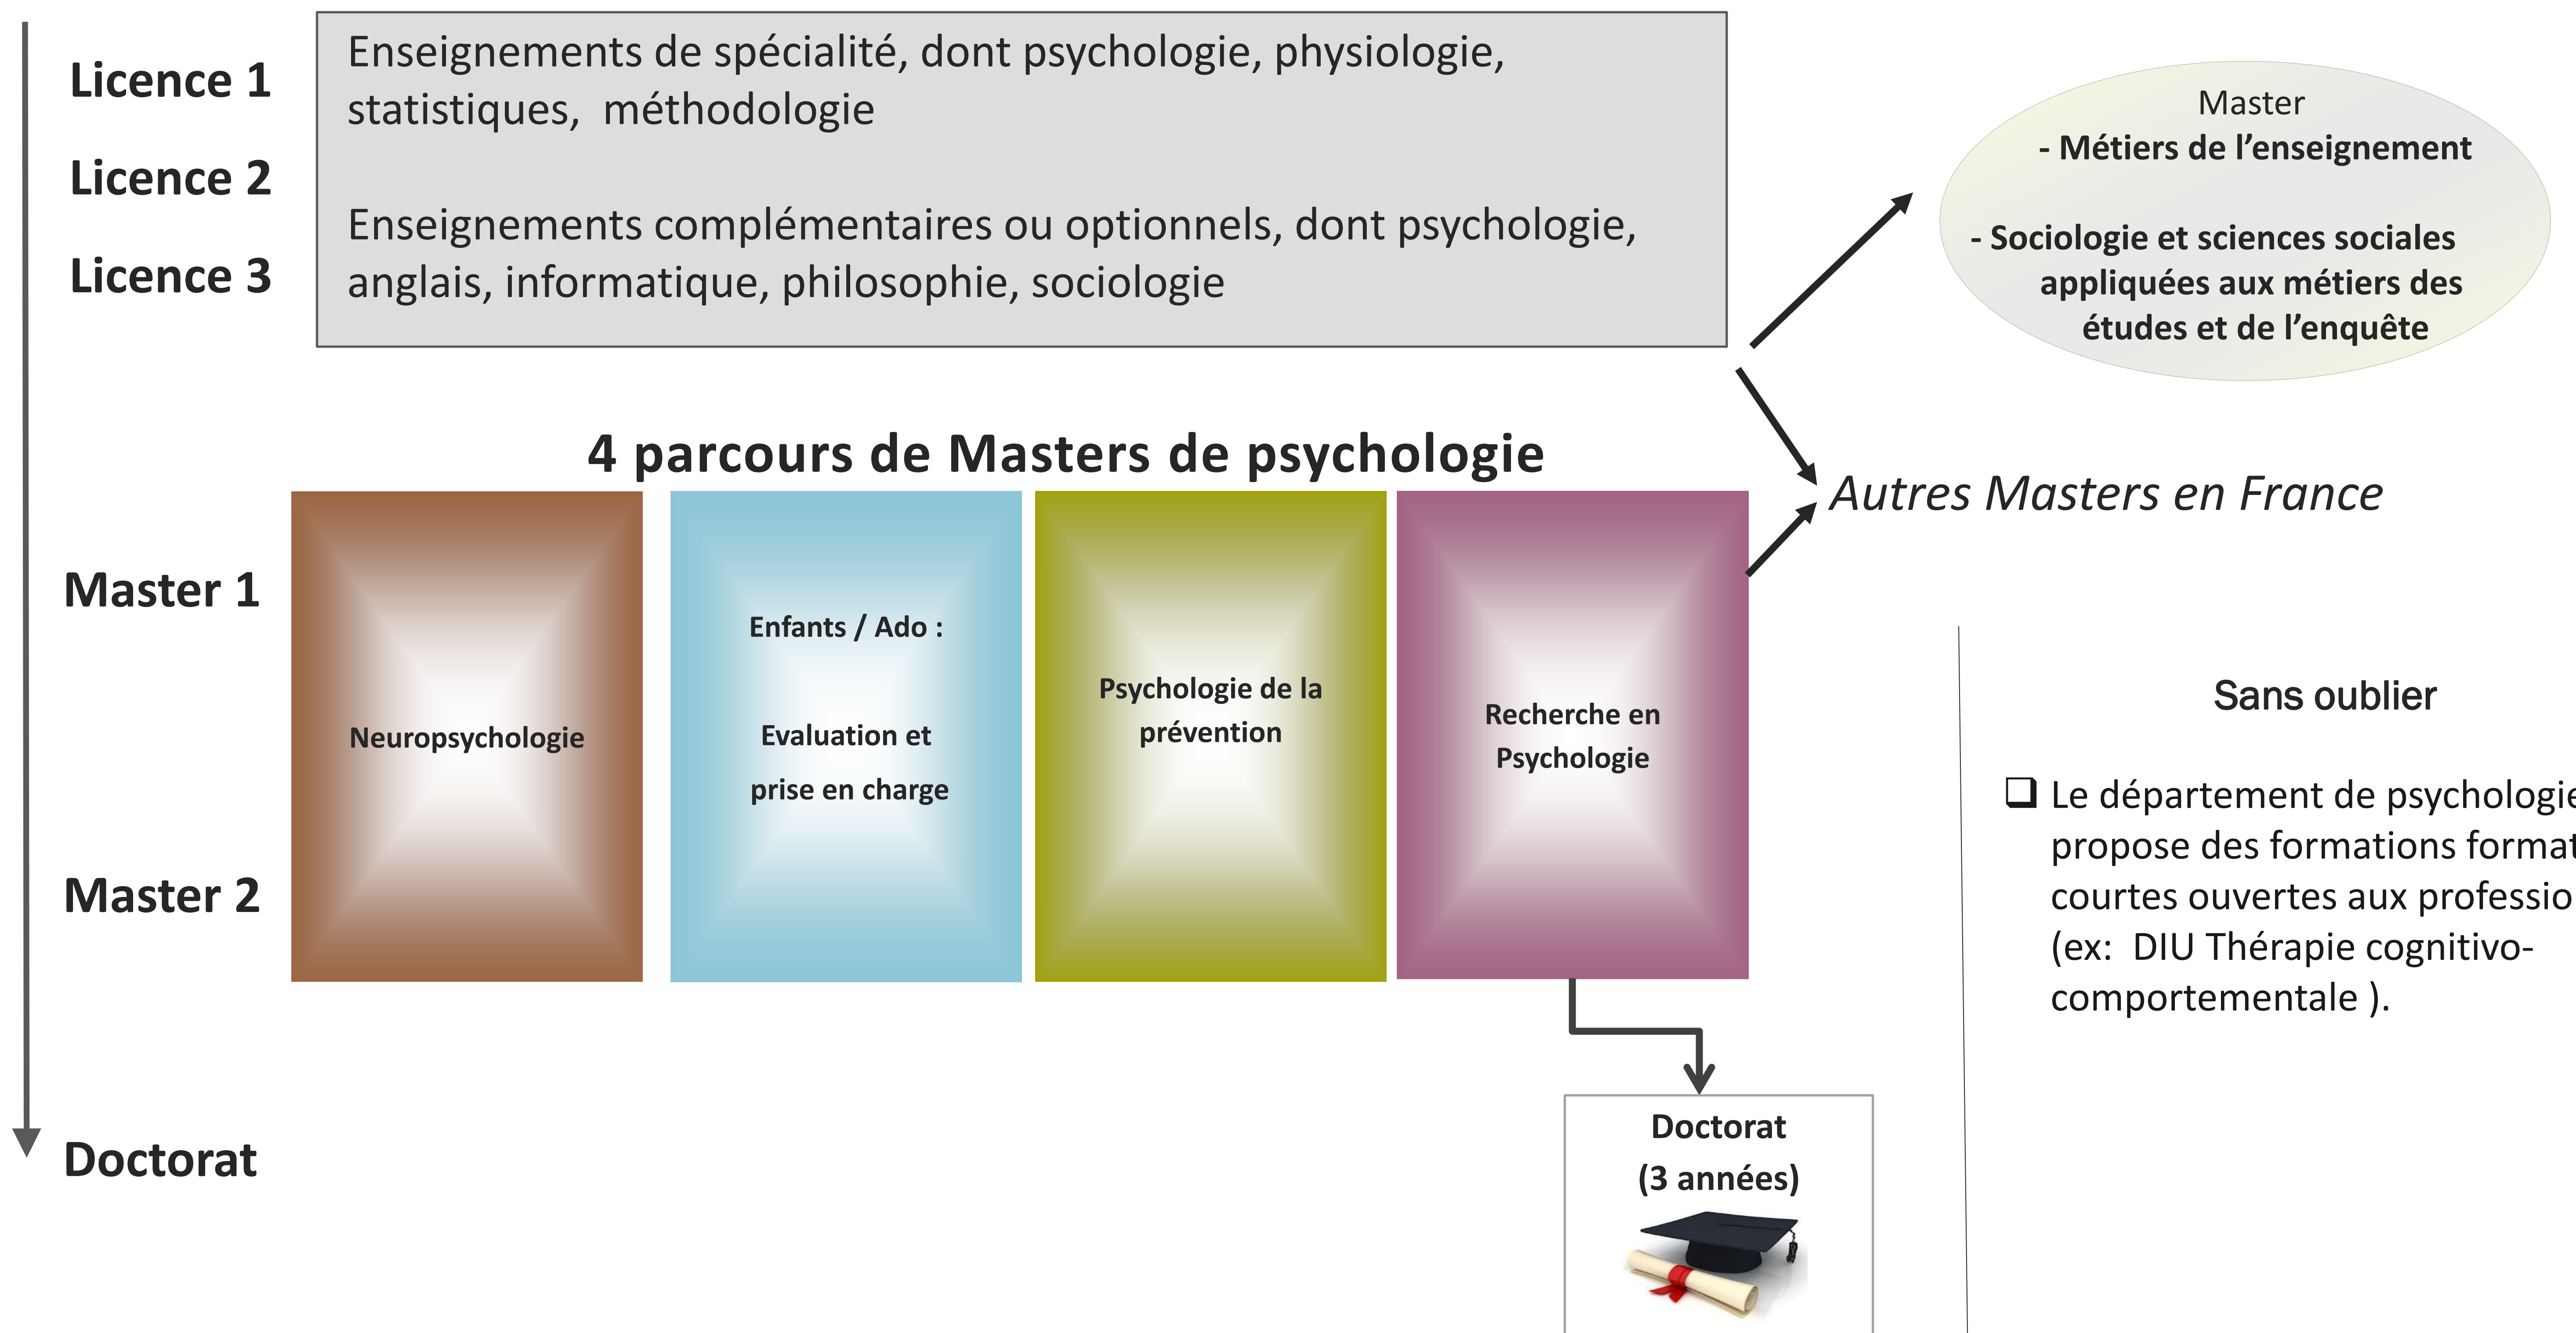 Licence 1
Licence 2
Licence 3
Enseignements de spécialité, dont psychologie, physiologie,
statistiques,  méthodologie
Enseignements complémentaires ou optionnels, dont psychologie,
anglais, informatique, philosophie, sociologie
Master
- Métiers de l’enseignement
- Sociologie et sciences sociales
appliquées aux métiers des
études et de l’enquête
4 parcours de Masters de psychologie
Autres Masters en France
Master 1
Master 2
Neuropsychologie
Enfants / Ado :
Evaluation et
prise en charge
Psychologie de la
prévention
Recherche en
Psychologie
Sans oublier
❑ Le département de psychologie
propose des formations format
courtes ouvertes aux professio
(ex:  DIU Thérapie cognitivo-
comportementale ).
Doctorat
Doctorat
(3 années)